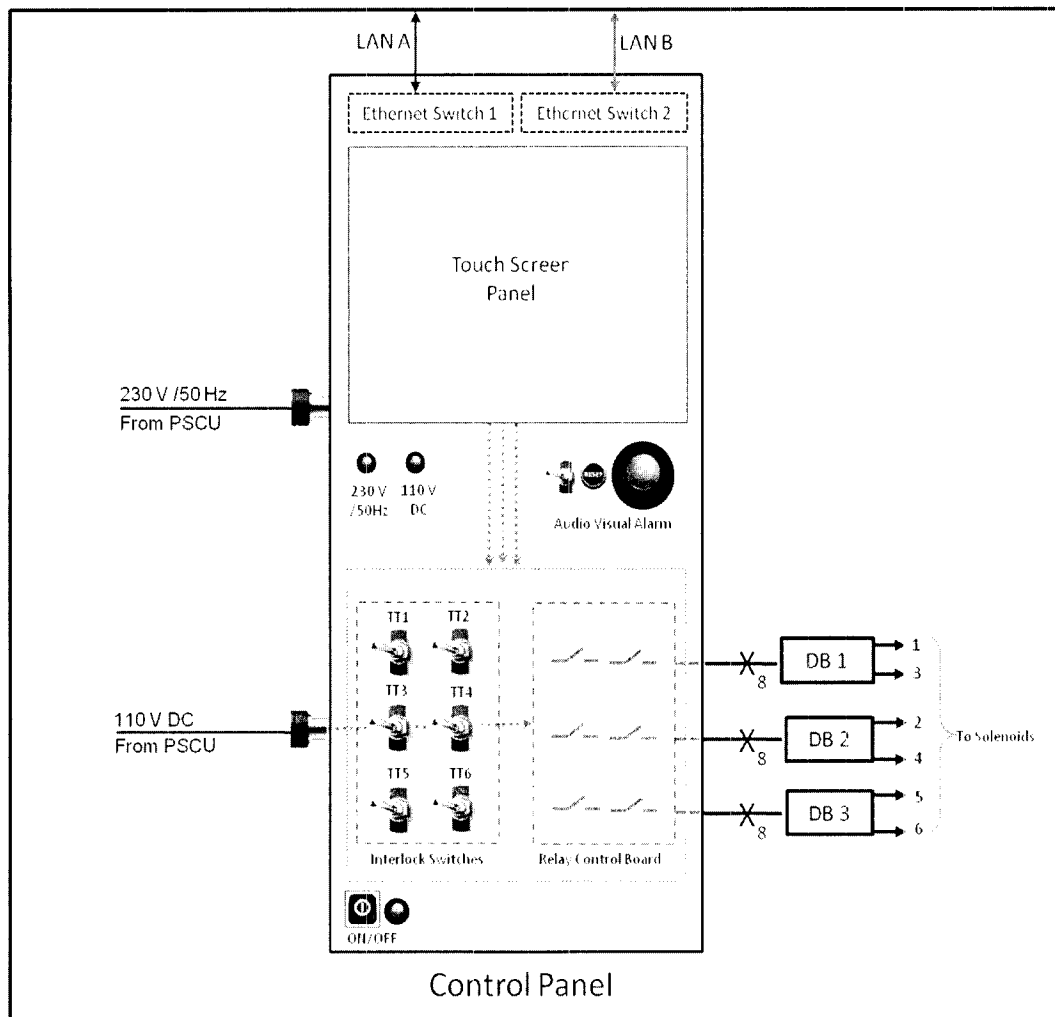 LAN A
LAN B
Ethernet Switch 1
Ethernet Switch 2
Touch Screen
Panel
230 V /50 Hz
From PSCU
230 V
/50Hz
110 V
DC
RESET
Audio Visual Alarm
TT1
TT2
TT3
TT4
TT5
TT6
110 V DC
From PSCU
Interlock Switches
Relay Control Board
8
DB 1
1
3
8
DB 2
2
4
8
DB 3
5
6
To Solenoids
ON/OFF
Control Panel